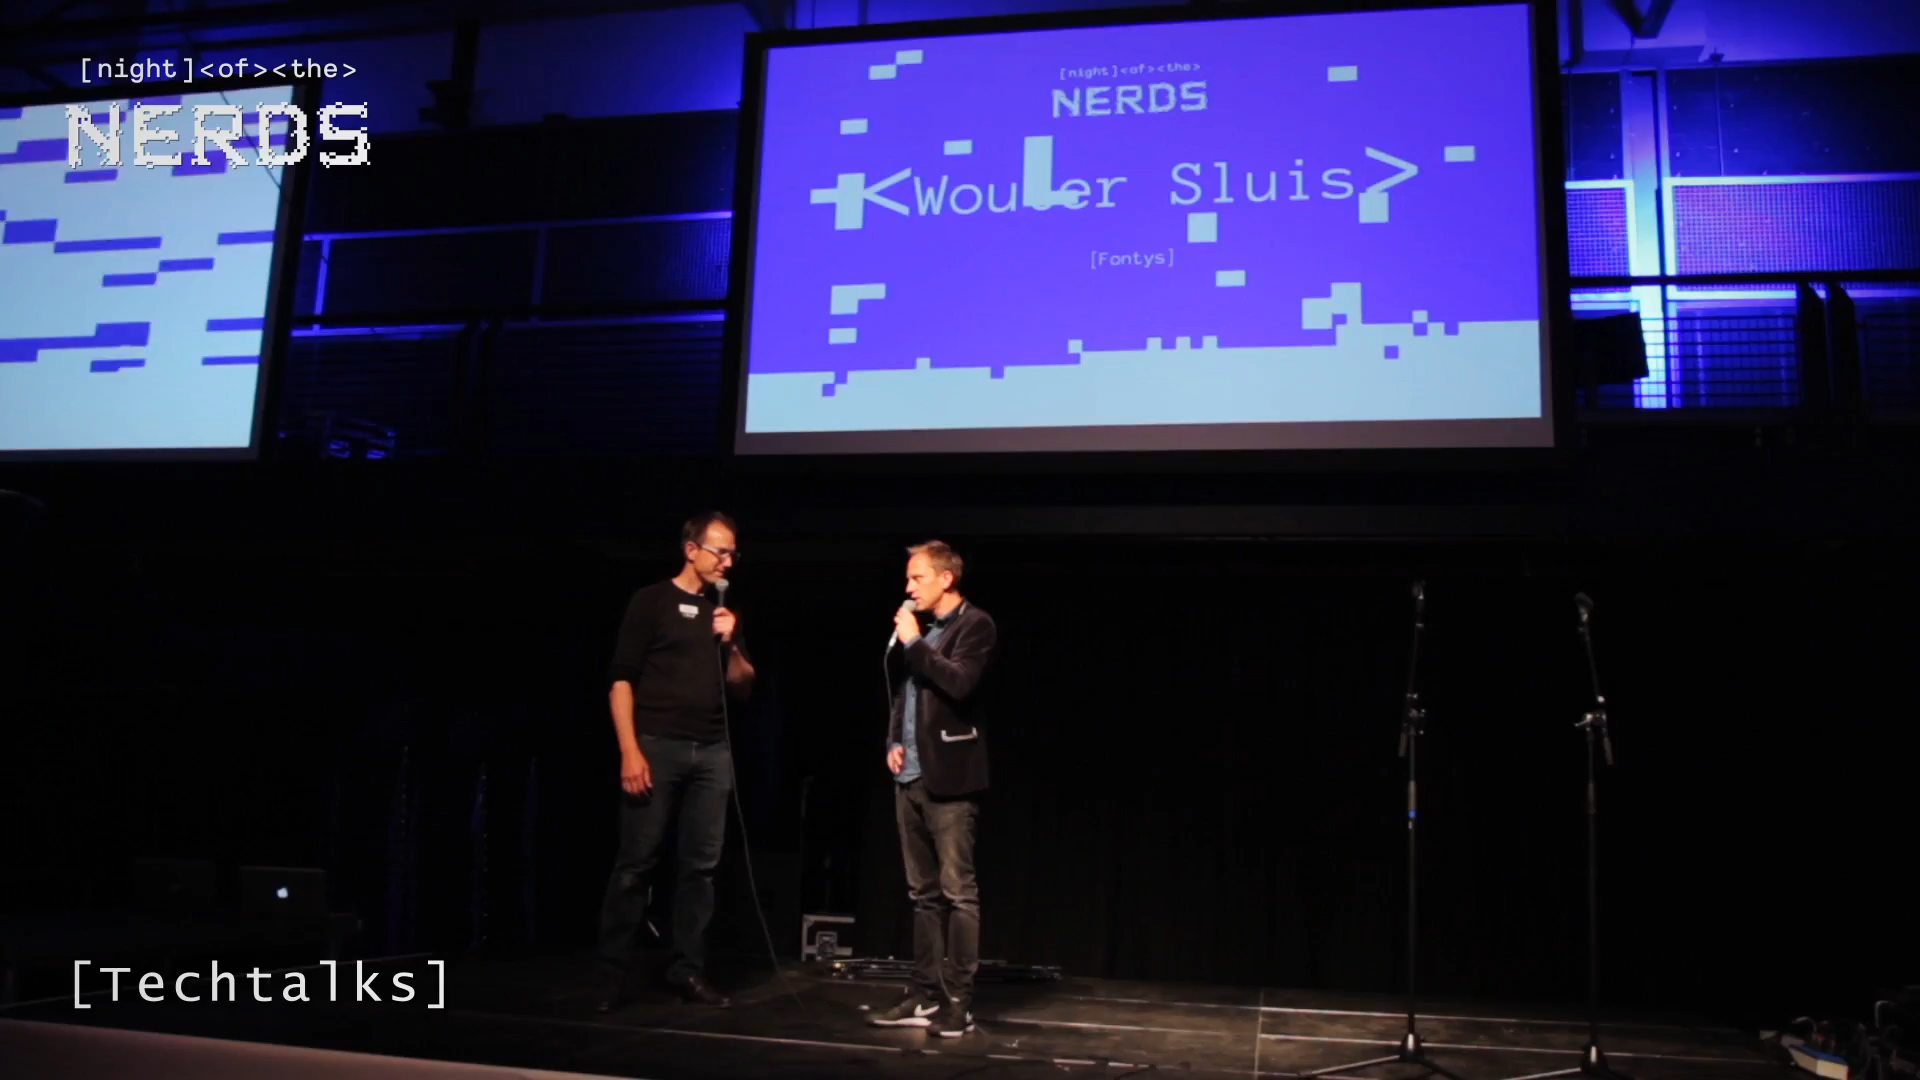 [night]<of><the>
NERDS
[night]<of><the>
NERDS
<Wouter Sluis>
[Fontys]
[Techtalks]